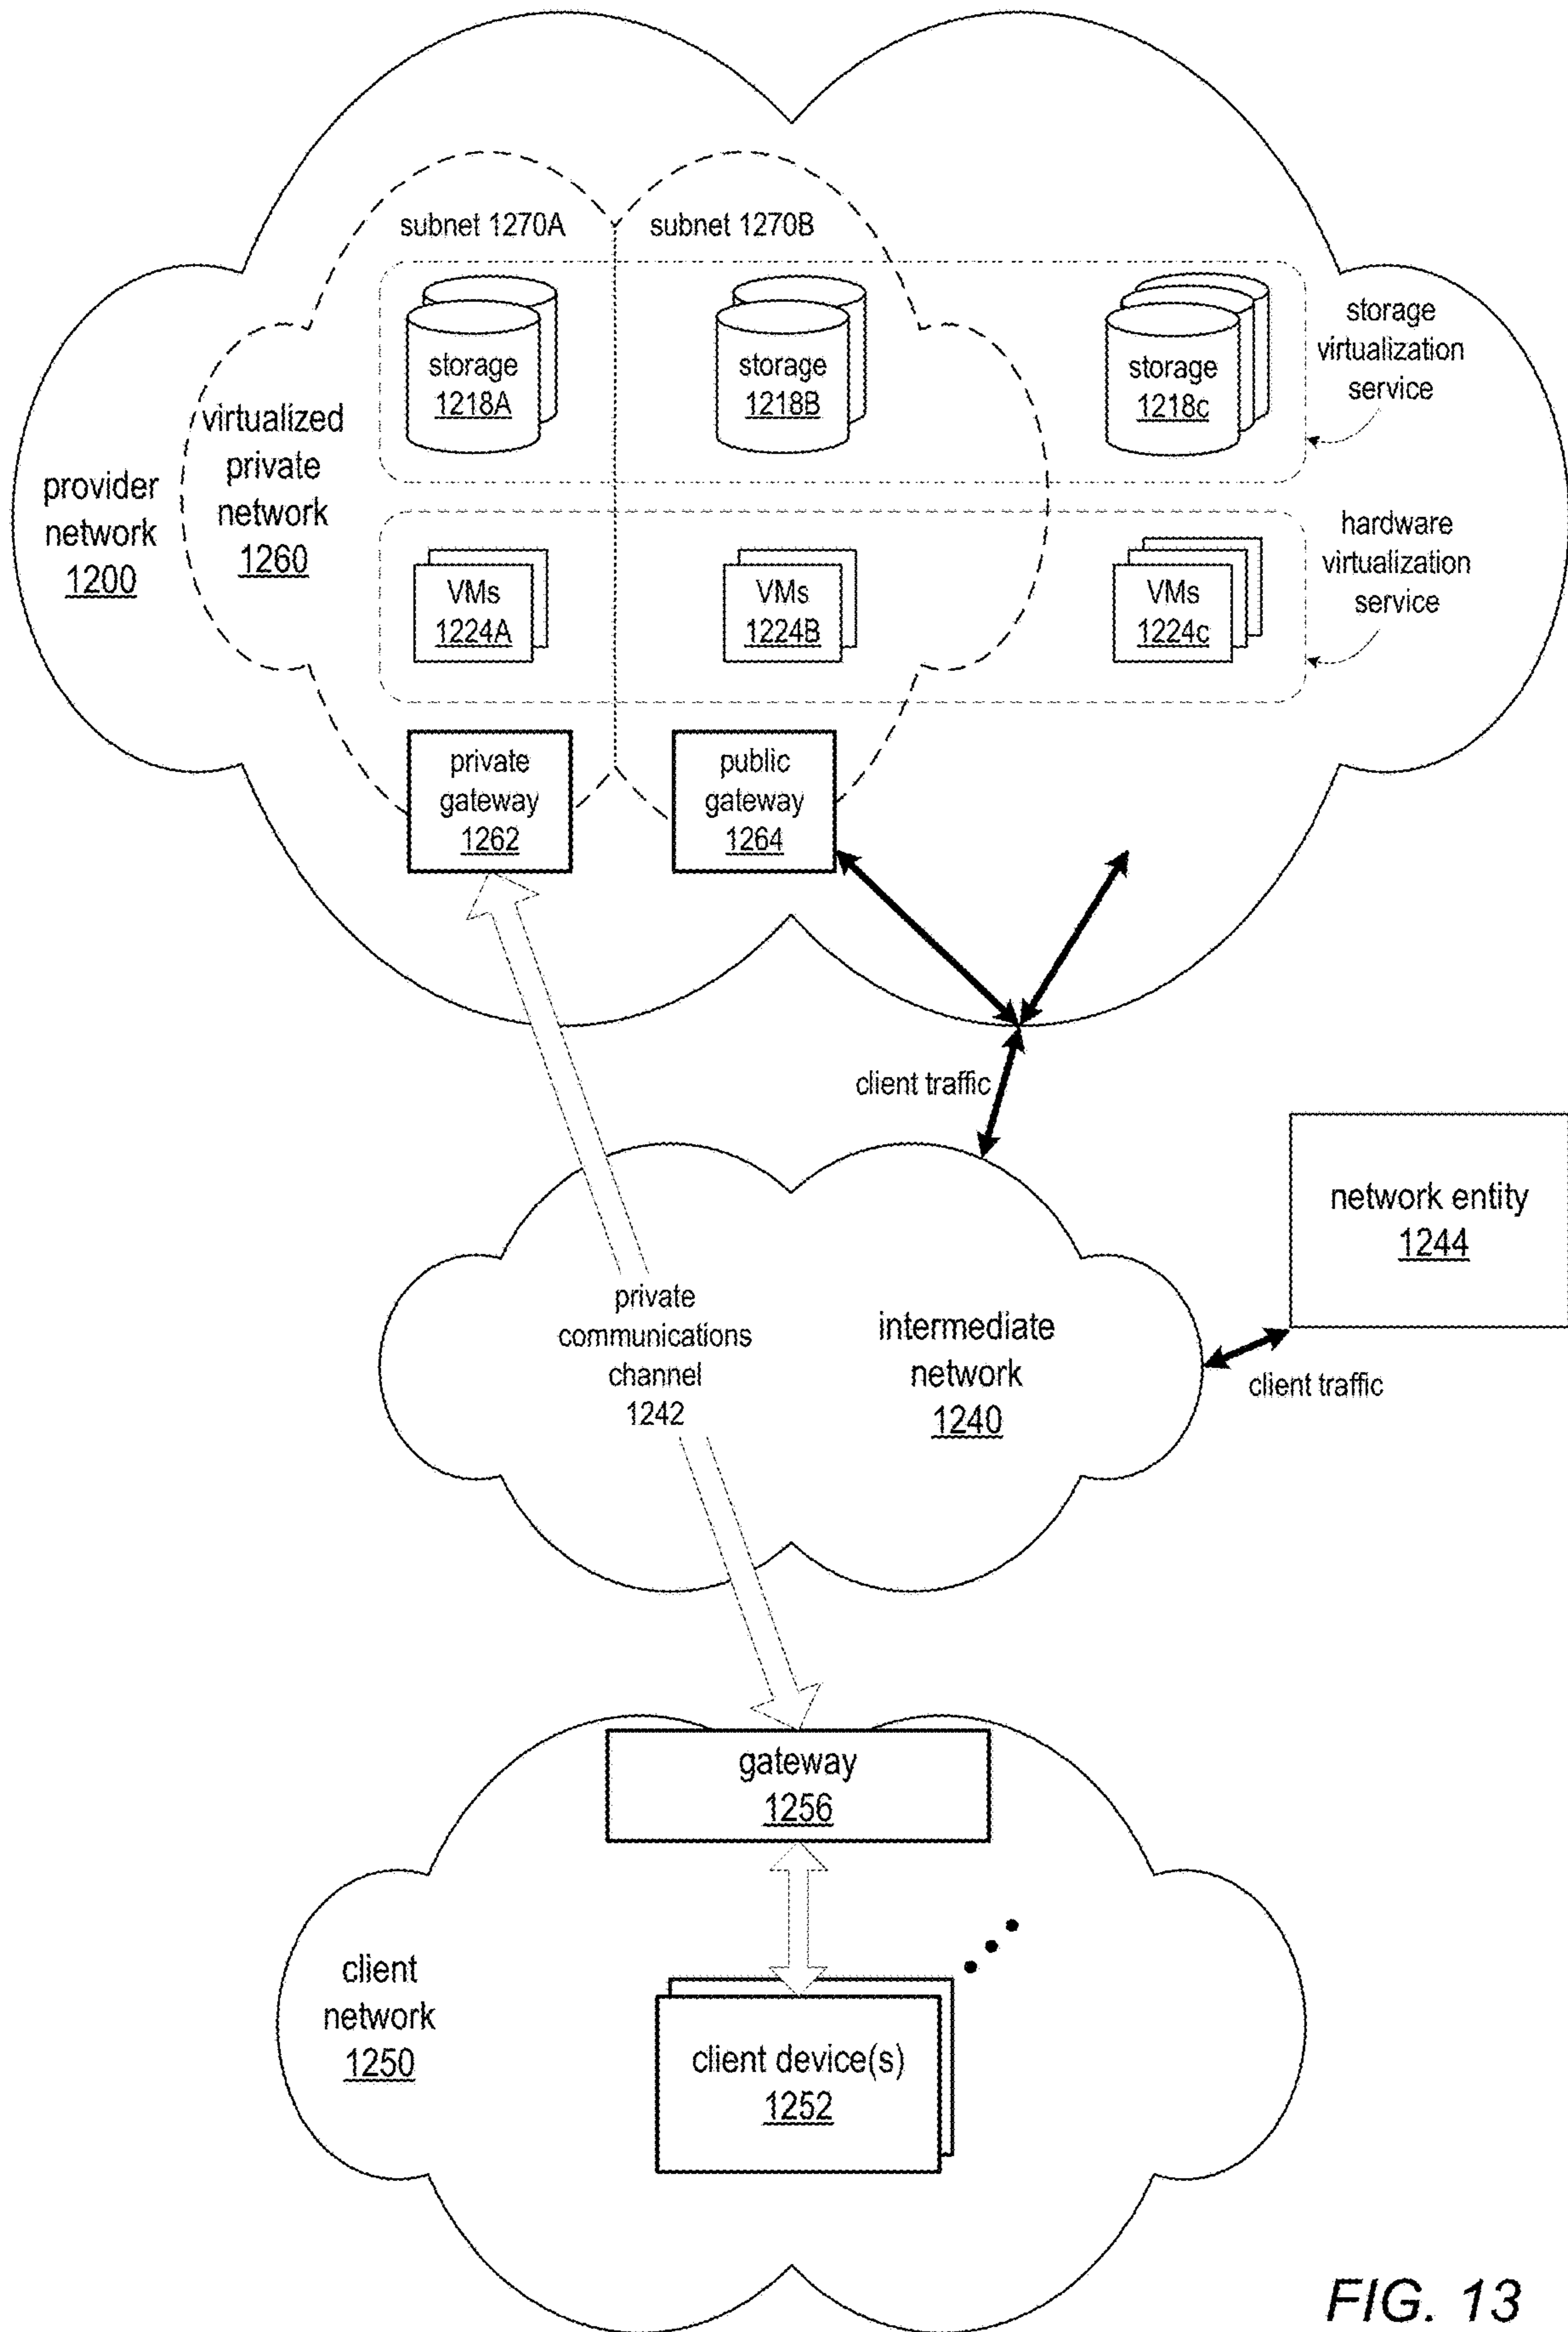 subnet 1270A
subnet 1270B
storage
1218A
storage
1218B
storage
1218c
storage
virtualization
service
virtualized
private
network
1260
provider
network
1200
VMs
1224A
VMs
1224B
VMs
1224c
hardware
virtualization
service
private
gateway
1262
public
gateway
1264
client traffic
network entity
1244
private
communications
channel
1242
intermediate
network
1240
client traffic
gateway
1256
client
network
1250
client device(s)
1252
FIG. 13